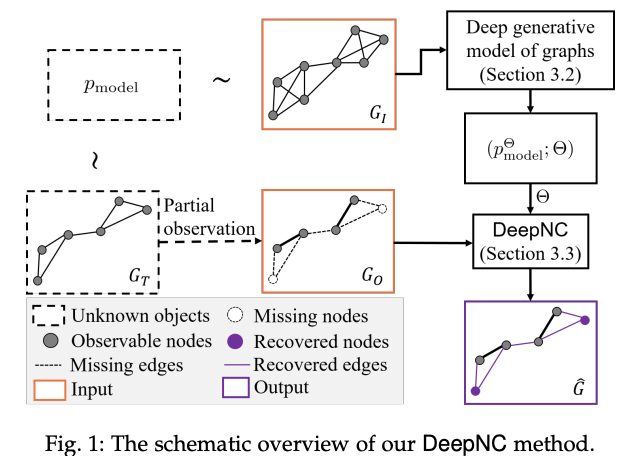 p_model
~
G_I
Deep generative
model of graphs
(Section 3.2)
(p^Θ_model; Θ)
Θ
~
G_T
Partial
observation
G_O
DeepNC
(Section 3.3)
Ĝ
Unknown objects
Missing nodes
Observable nodes
Recovered nodes
Missing edges
Recovered edges
Input
Output
Fig. 1: The schematic overview of our DeepNC method.